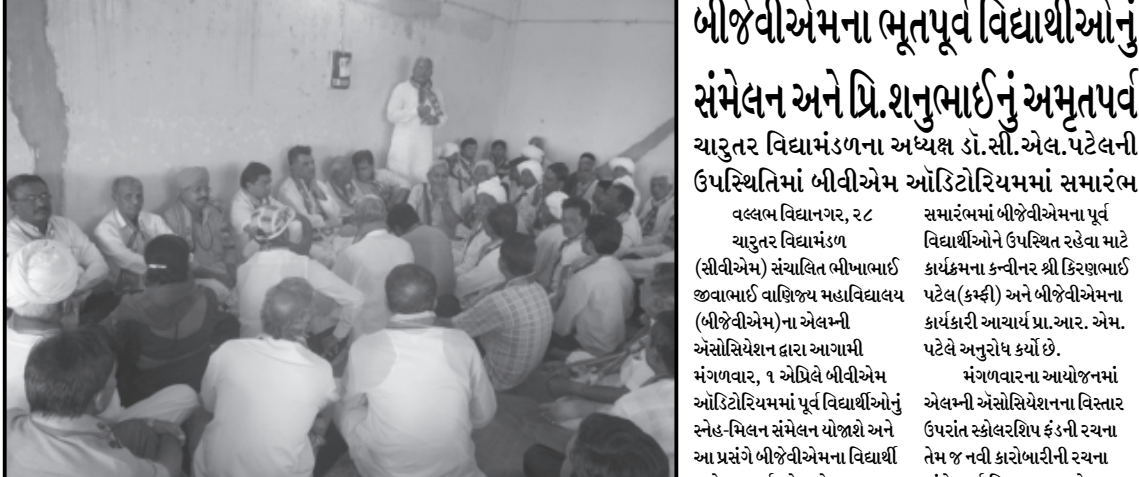 બીજેવીએમના ભૂતપૂર્વ વિદ્યાર્થીઓનું
સંમેલન અને પ્રિ.શનુભાઈનું અમૃતપર્વ
ચારુતર વિદ્યામંડળના અધ્યક્ષ ડૉ.સી.એલ.પટેલની
ઉપસ્થિતિમાં બીવીએમ ઑડિટોરિયમમાં સમારંભ
વલ્લભ વિદ્યાનગર, ૨૮
ચારુતર વિદ્યામંડળ
(સીવીએમ) સંચાલિત ભીખાભાઈ
જીવાભાઈ વાણિજ્ય મહાવિદ્યાલય
(બીજેવીએમ)ના એલમ્ની
ઍસોસિયેશન દ્વારા આગામી
મંગળવાર, ૧ એપ્રિલે બીવીએમ
ઑડિટોરિયમમાં પૂર્વ વિદ્યાર્થીઓનું
સ્નેહ-મિલન સંમેલન યોજાશે અને
આ પ્રસંગે બીજેવીએમના વિદ્યાર્થી
સમારંભમાં બીજેવીએમના પૂર્વ
વિદ્યાર્થીઓને ઉપસ્થિત રહેવા માટે
કાર્યક્રમના કન્વીનર શ્રી કિરણભાઈ
પટેલ(કમ્ફી) અને બીજેવીએમના
કાર્યકારી આચાર્ય પ્રા.આર. એમ.
પટેલે અનુરોધ કર્યો છે.
મંગળવારના આયોજનમાં
એલમ્ની ઍસોસિયેશનના વિસ્તાર
ઉપરાંત સ્કોલરશિપ ફંડની રચના
તેમ જ નવી કારોબારીની રચના